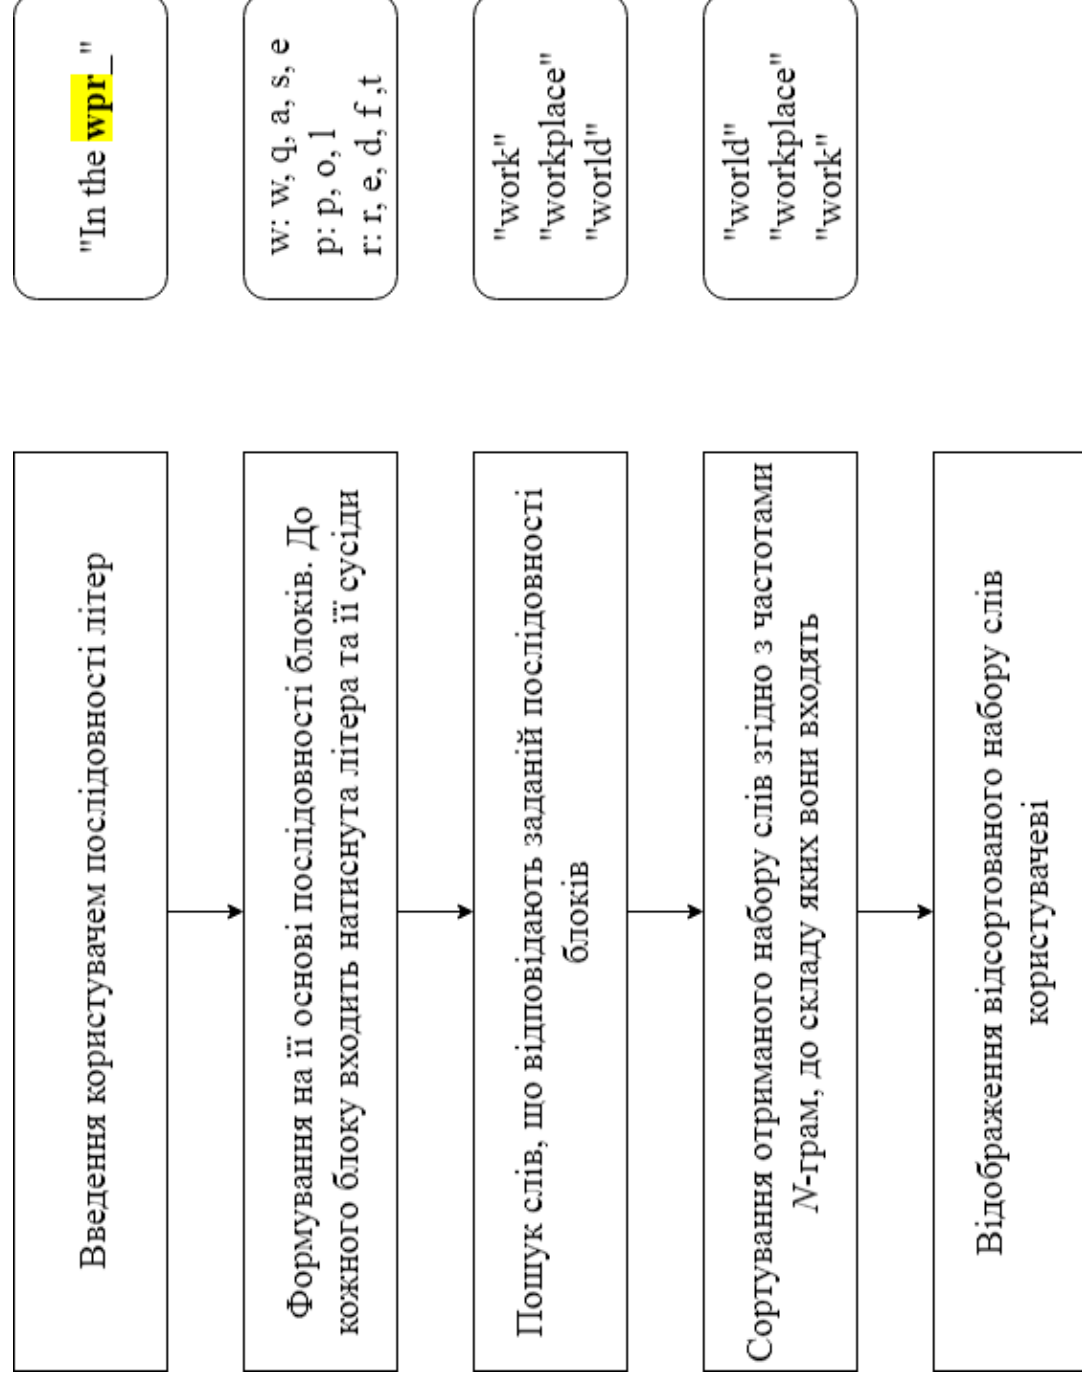 Введення користувачем послідовності літер
"In the wpr_"
Формування на її основі послідовності блоків. До
кожного блоку входить натиснута літера та її сусіди
w: w, q, a, s, e
p: p, o, l
r: r, e, d, f ,t
Пошук слів, що відповідають заданій послідовності
блоків
"work"
"workplace"
"world"
Сортування отриманого набору слів згідно з частотами
N-грам, до складу яких вони входять
"world"
"workplace"
"work"
Відображення відсортованого набору слів
користувачеві